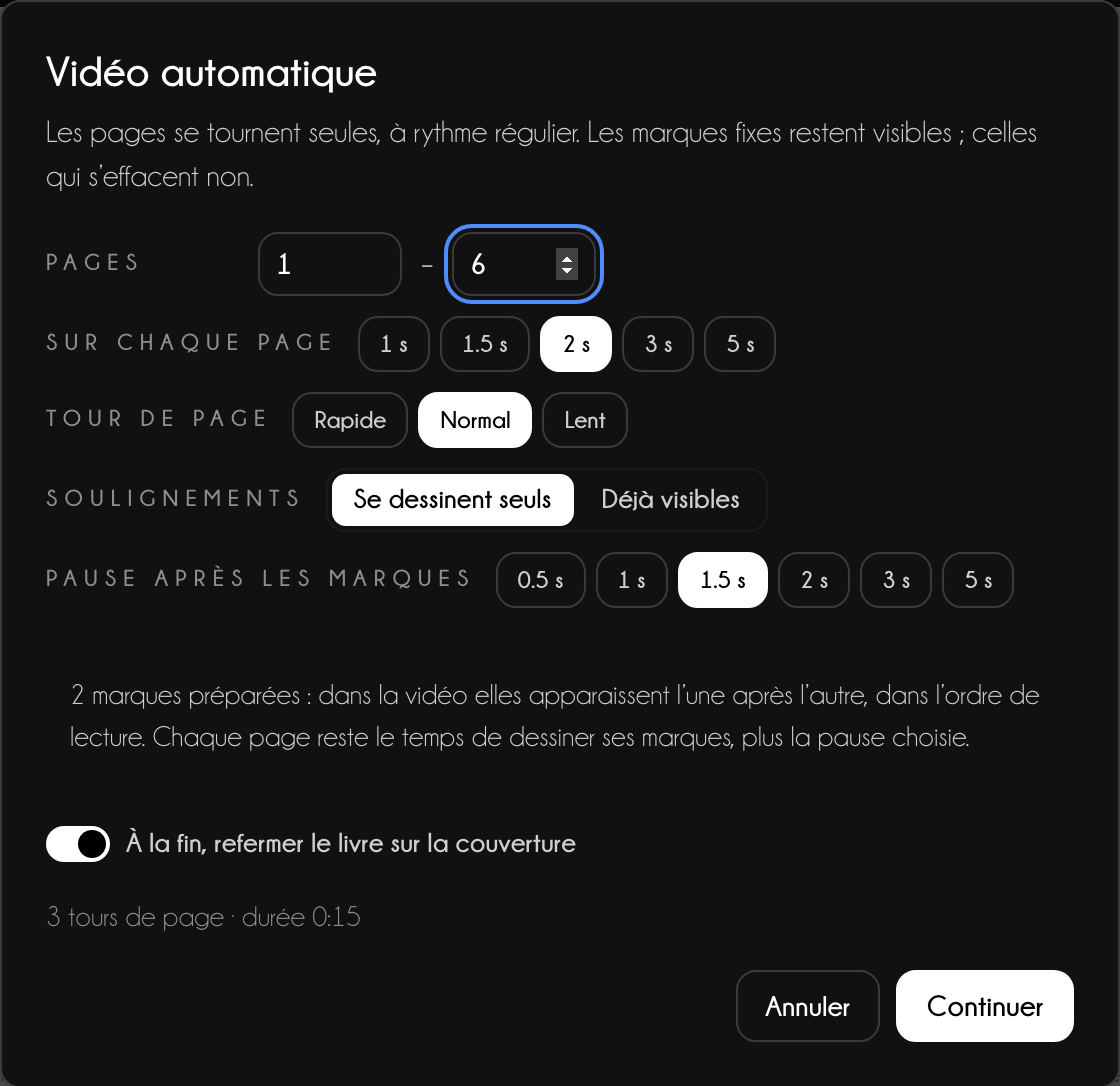 Vidéo automatique
Les pages se tournent seules, à rythme régulier. Les marques fixes restent visibles ; celles
qui s’effacent non.
PAGES 1 – 6
SUR CHAQUE PAGE 1 s 1.5 s 2 s 3 s 5 s
TOUR DE PAGE Rapide Normal Lent
SOULIGNEMENTS Se dessinent seuls Déjà visibles
PAUSE APRÈS LES MARQUES 0.5 s 1 s 1.5 s 2 s 3 s 5 s
2 marques préparées : dans la vidéo elles apparaissent l’une après l’autre, dans l’ordre de
lecture. Chaque page reste le temps de dessiner ses marques, plus la pause choisie.
À la fin, refermer le livre sur la couverture
3 tours de page · durée 0:15
Annuler Continuer